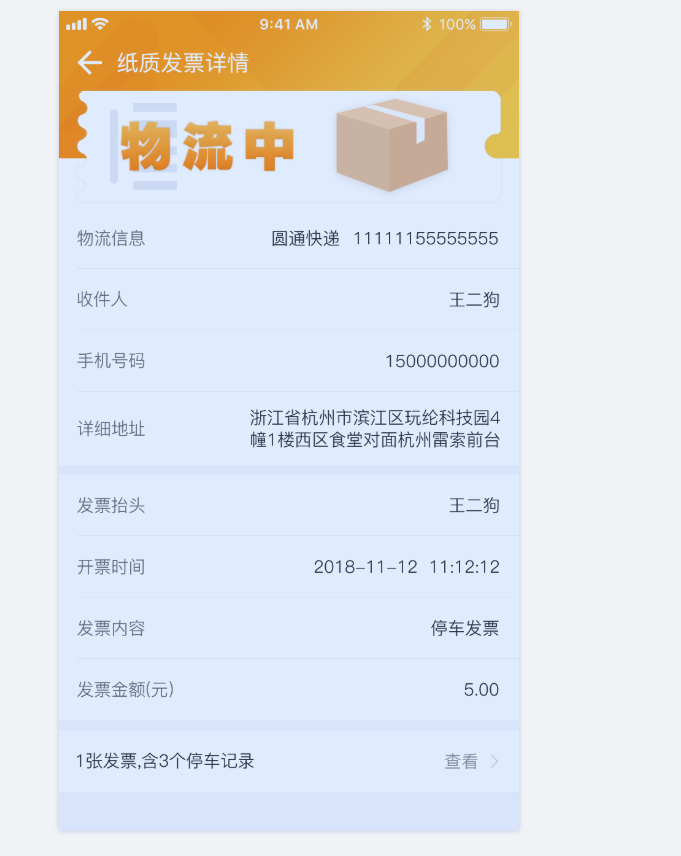 9:41 AM 100%
纸质发票详情
物流中
物流信息 圆通快递 11111155555555
收件人 王二狗
手机号码 15000000000
详细地址 浙江省杭州市滨江区玩纶科技园4
幢1楼西区食堂对面杭州雷索前台
发票抬头 王二狗
开票时间 2018-11-12 11:12:12
发票内容 停车发票
发票金额(元) 5.00
1张发票,含3个停车记录 查看